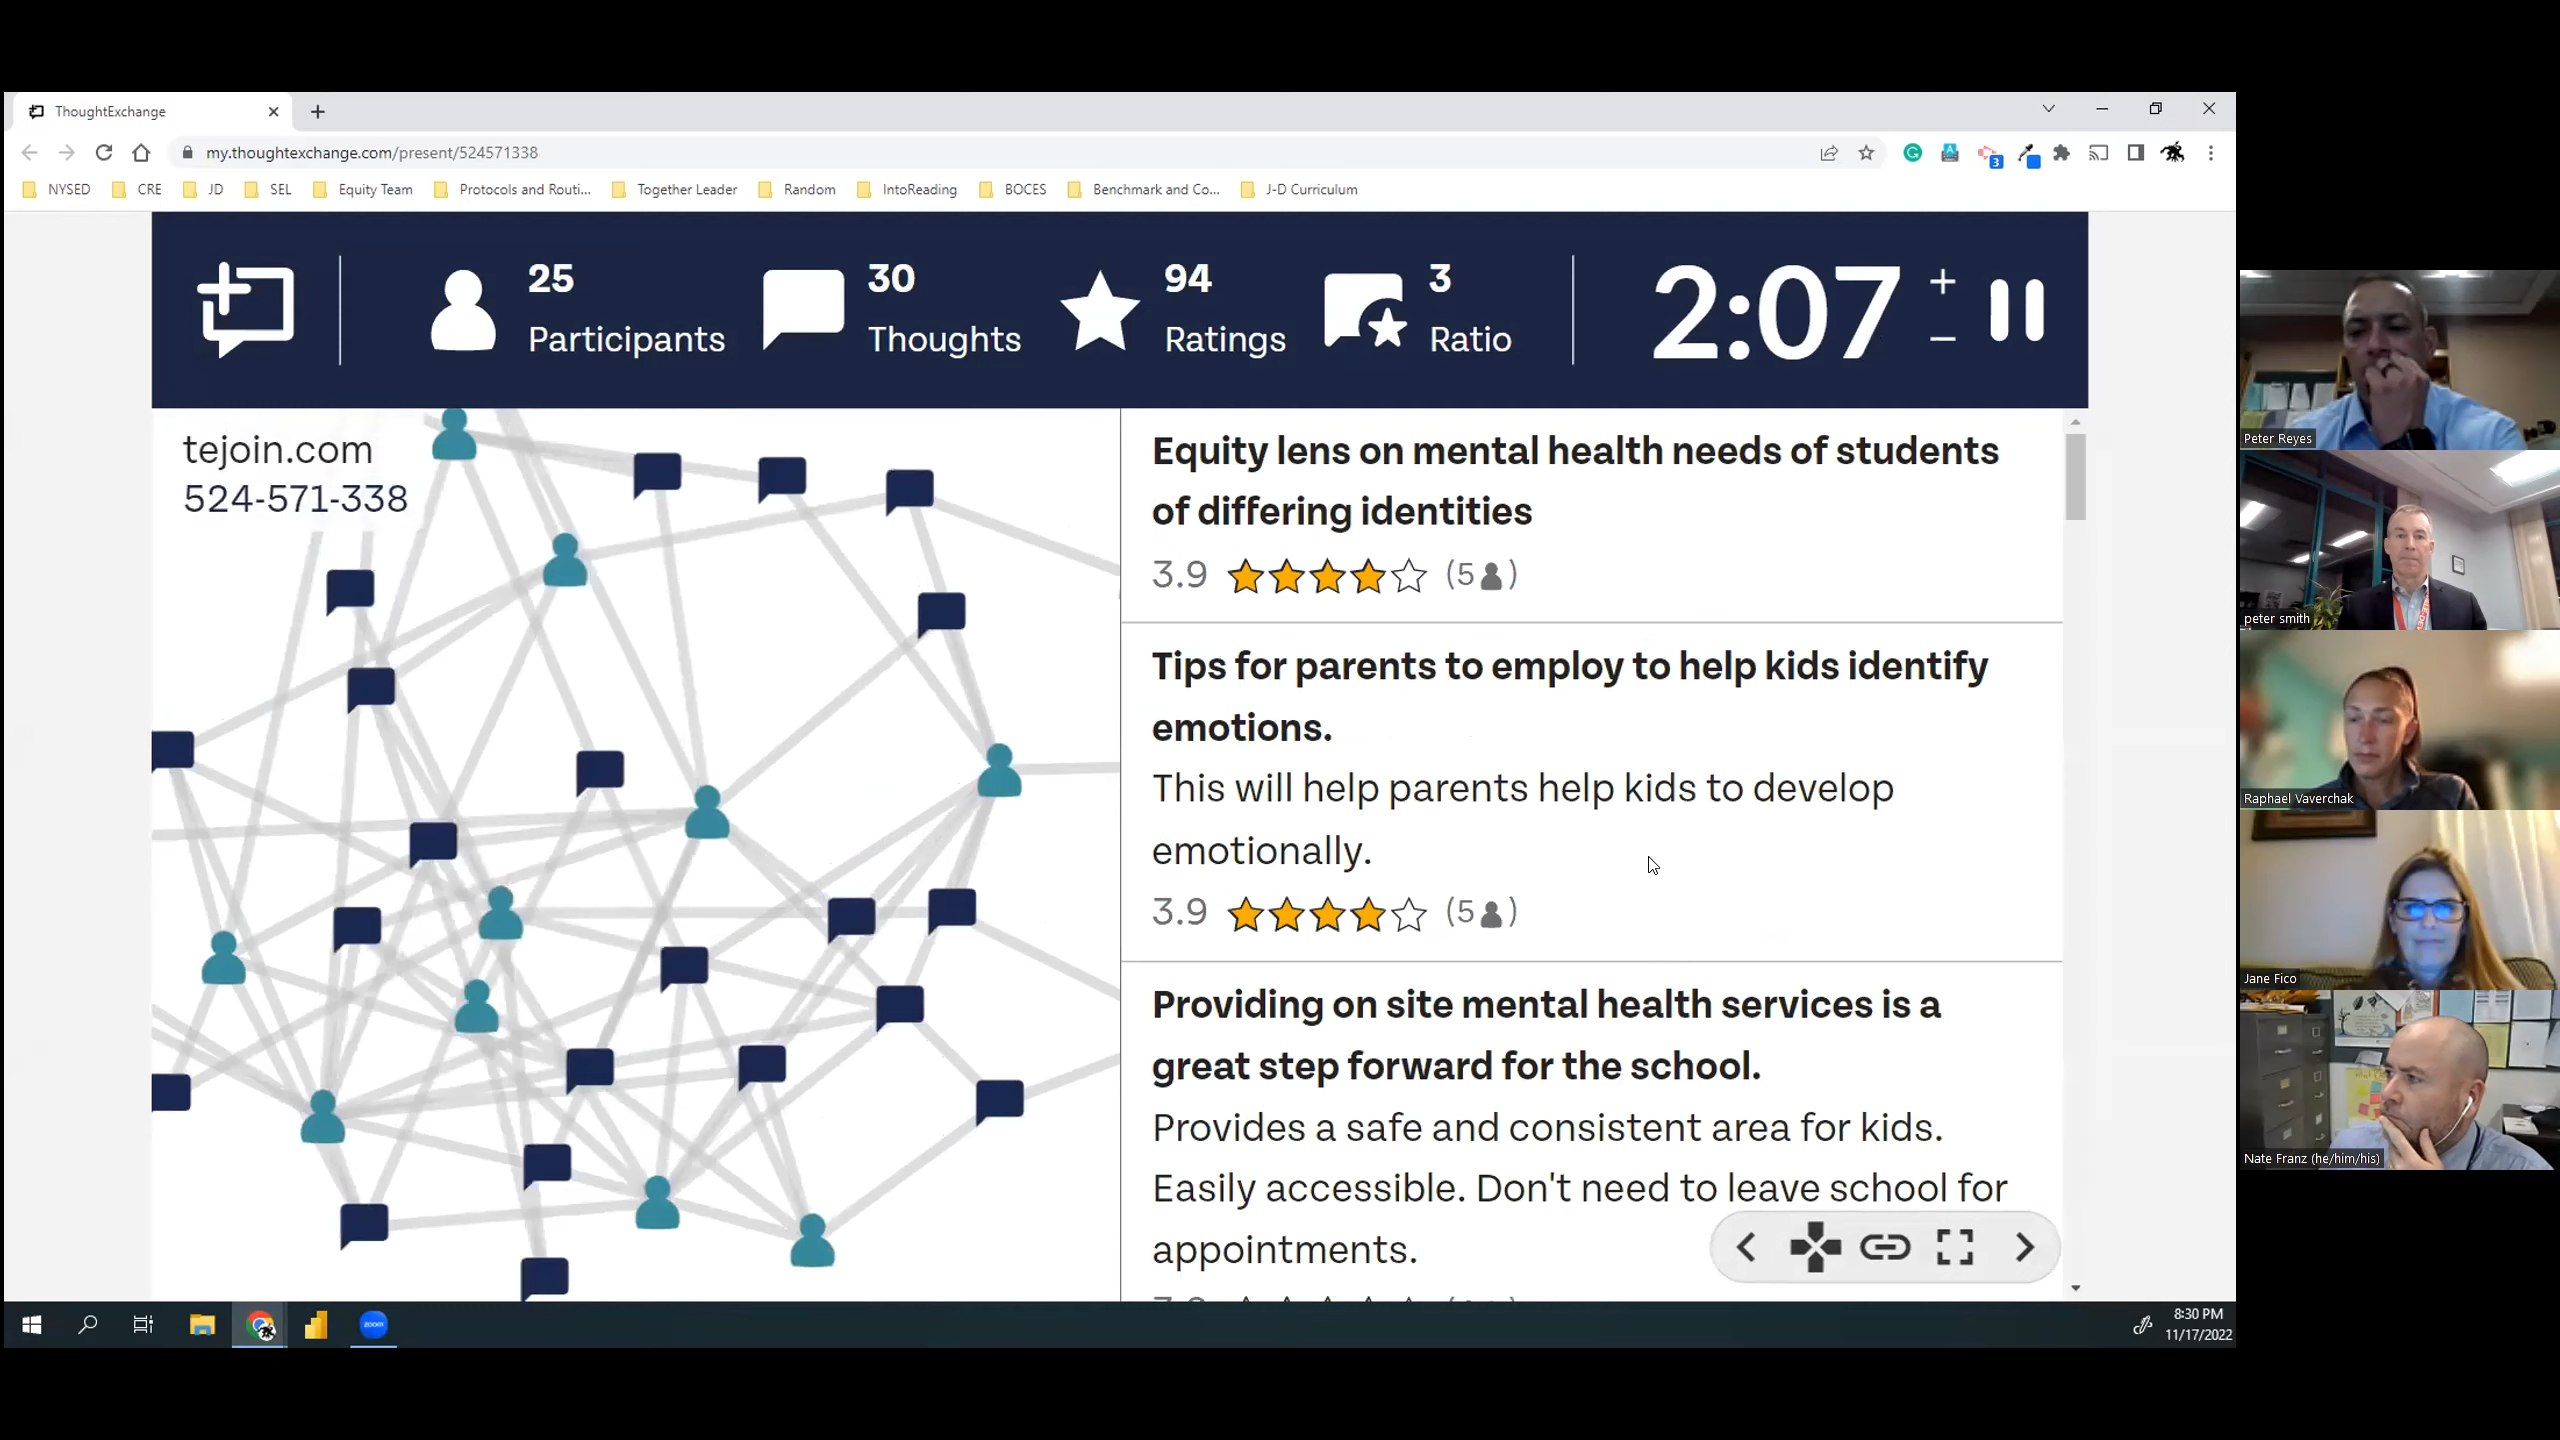 ThoughtExchange
my.thoughtexchange.com/present/524571338
3
NYSED CRE JD SEL Equity Team Protocols and Routi... Together Leader Random IntoReading BOCES Benchmark and Co... J-D Curriculum
25 Participants
30 Thoughts
94 Ratings
3 Ratio
2:07
+
−
tejoin.com
524-571-338
Equity lens on mental health needs of students
of differing identities
3.9 (5)
Tips for parents to employ to help kids identify
emotions.
This will help parents help kids to develop
emotionally.
3.9 (5)
Providing on site mental health services is a
great step forward for the school.
Provides a safe and consistent area for kids.
Easily accessible. Don't need to leave school for
appointments.
Peter Reyes
peter smith
Raphael Vaverchak
Jane Fico
Nate Franz (he/him/his)
zoom
8:30 PM
11/17/2022